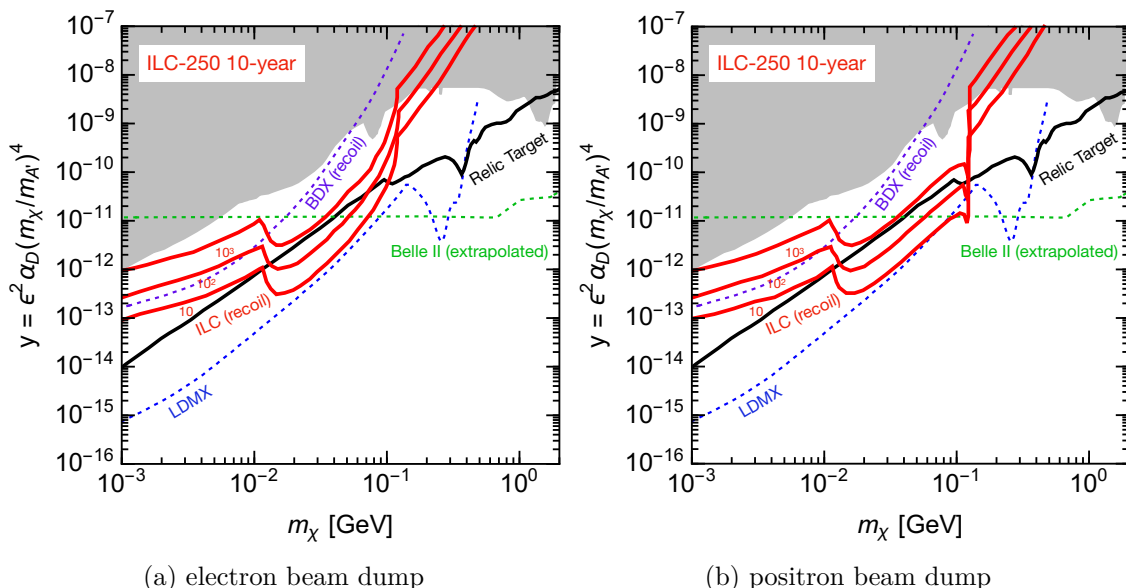 ILC-250 10-year
10⁻⁷
10⁻⁸
10⁻⁹
10⁻¹⁰
10⁻¹¹
10⁻¹²
10⁻¹³
10⁻¹⁴
10⁻¹⁵
10⁻¹⁶
y = ϵ² α_D (m_χ/m_A')⁴
BDX (recoil)
Relic Target
Belle II (extrapolated)
10³
10²
10
ILC (recoil)
LDMX
10⁻³ 10⁻² 10⁻¹ 10⁰
m_χ [GeV]
(a) electron beam dump
ILC-250 10-year
10⁻⁷
10⁻⁸
10⁻⁹
10⁻¹⁰
10⁻¹¹
10⁻¹²
10⁻¹³
10⁻¹⁴
10⁻¹⁵
10⁻¹⁶
y = ϵ² α_D (m_χ/m_A')⁴
BDX (recoil)
Relic Target
Belle II (extrapolated)
10³
10²
10
ILC (recoil)
LDMX
10⁻³ 10⁻² 10⁻¹ 10⁰
m_χ [GeV]
(b) positron beam dump